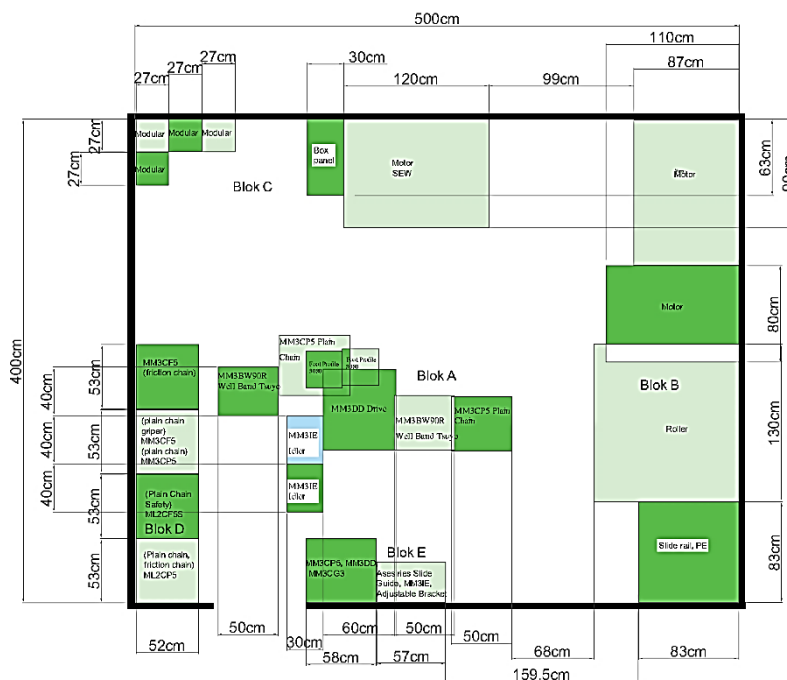 500cm
110cm
27cm
27cm
30cm
27cm
120cm
99cm
87cm
27cm
Modular
Modular
Modular
Box
panel
Motor
SEW
Motor
63cm
27cm
Modular
Blok C
Motor
80cm
400cm
53cm
MM3CF5
(friction chain)
40cm
MM3BW90R
Well Band Tsuyo
MM3CP5 Plain
Chain
Blok A
MM3DD Drive
MM3BW90R
Well Band Tsuyo
MM3CP5 Plain
Chain
Blok B
Roller
130cm
53cm
(plain chain
griper)
MM3CF5
(plain chain)
MM3CP5
40cm
MM3IE
Idler
40cm
MM3IE
Idler
53cm
(Plain Chain
Safety)
ML2CF5S
Blok D
53cm
(Plain chain,
friction chain)
ML2CP5
MM3CP5, MM3DD,
MM3CG3
Blok E
Aseiries Slide
Guide, MM3IE,
Adjustable Bracket
Slide rail, PE
83cm
52cm
50cm
30cm
60cm
50cm
50cm
58cm
57cm
68cm
83cm
159.5cm